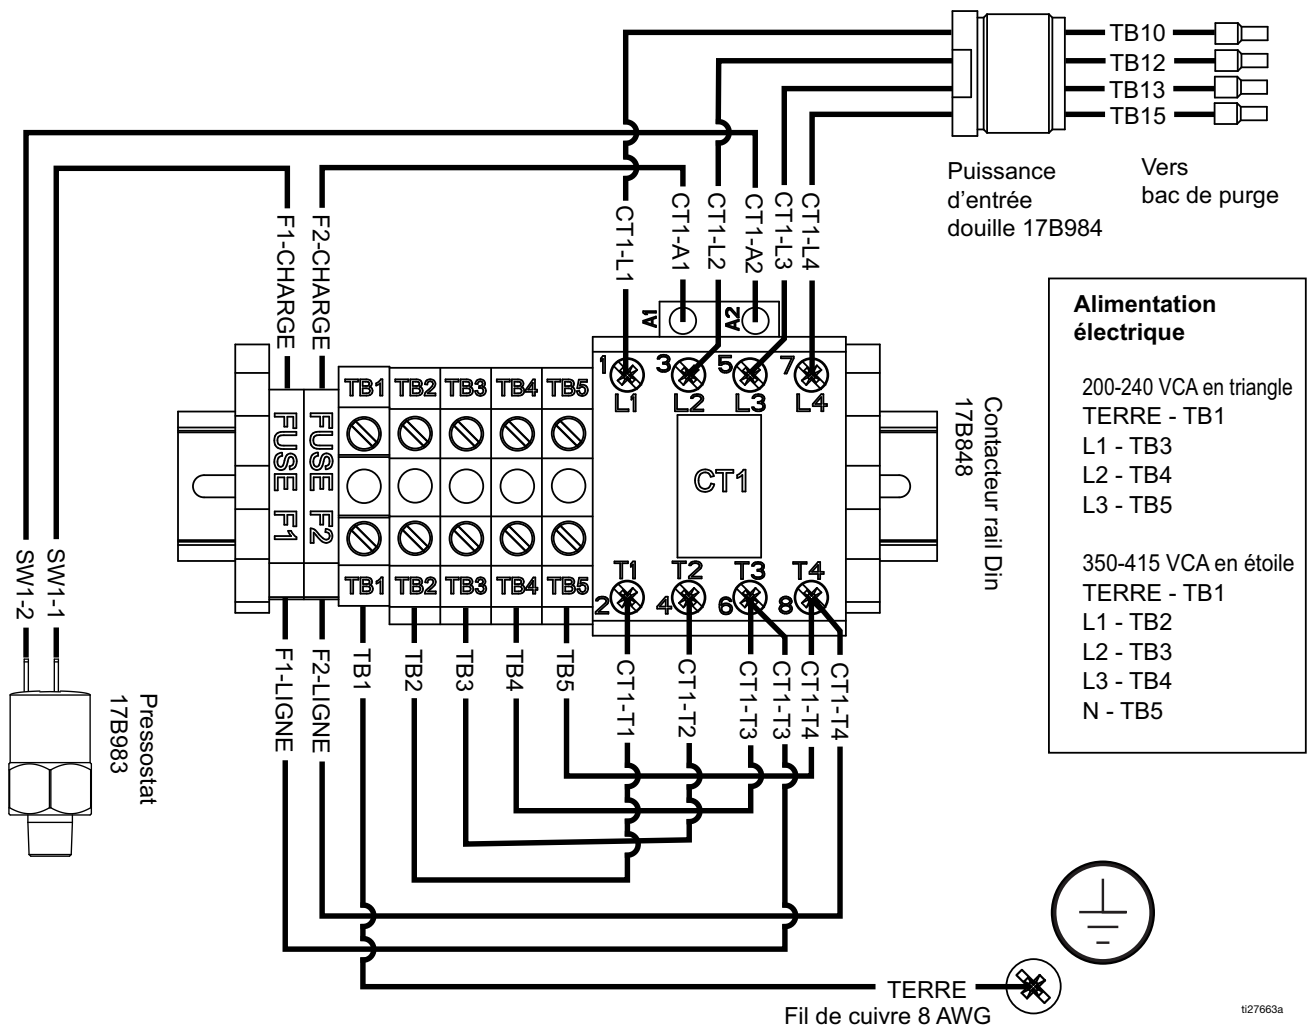 TB10
TB12
TB13
TB15
Puissance
d’entrée
douille 17B984
Vers
bac de purge
F1-CHARGE
F2-CHARGE
CT1-L1
CT1-A1
CT1-L2
CT1-A2
CT1-L3
CT1-L4
A1
A2
1
3
5
7
L1
L2
L3
L4
FUSE F1
FUSE F2
TB1
TB2
TB3
TB4
TB5
CT1
TB1
TB2
TB3
TB4
TB5
T1
T2
T3
T4
2
4
6
8
Contacteur rail Din
17B848
Alimentation
électrique
200-240 VCA en triangle
TERRE - TB1
L1 - TB3
L2 - TB4
L3 - TB5
350-415 VCA en étoile
TERRE - TB1
L1 - TB2
L2 - TB3
L3 - TB4
N - TB5
SW1-2
SW1-1
Pressostat
17B983
F1-LIGNE
F2-LIGNE
TB1
TB2
TB3
TB4
TB5
CT1-T1
CT1-T2
CT1-T3
CT1-T3
CT1-T4
CT1-T4
TERRE
Fil de cuivre 8 AWG
ti27663a